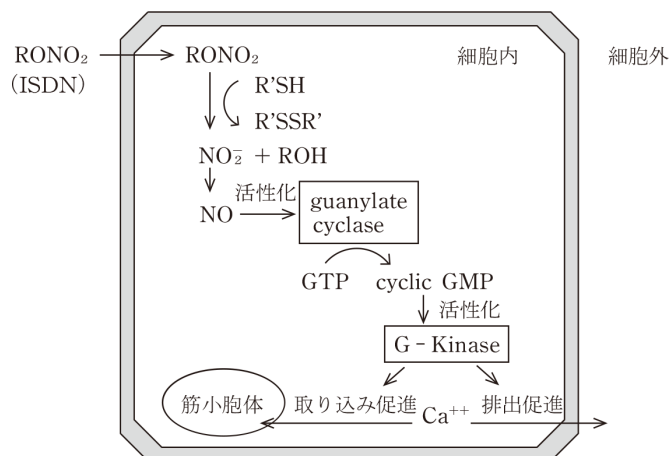 RONO₂ RONO₂ 細胞内 細胞外
(ISDN) R'SH
R'SSR'
NO₂⁻ + ROH
活性化
NO guanylate
cyclase
GTP cyclic GMP
活性化
G - Kinase
筋小胞体 取り込み促進 Ca⁺⁺ 排出促進